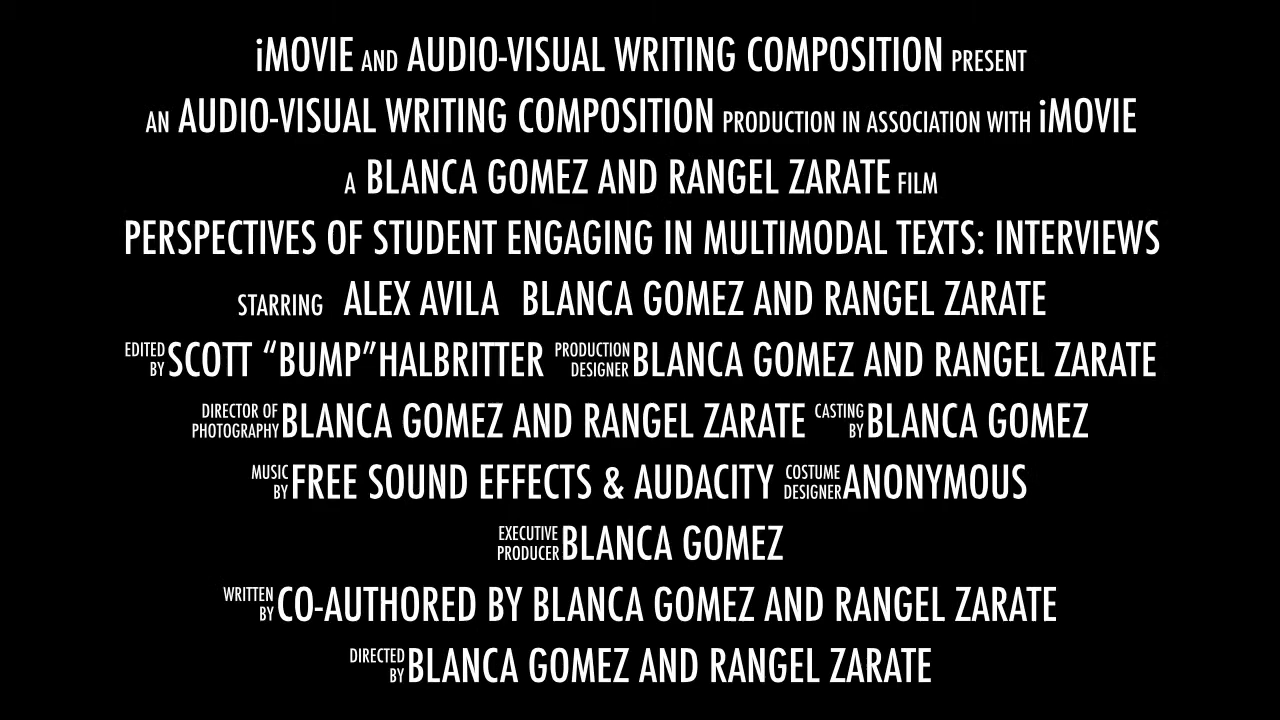 iMOVIE AND AUDIO-VISUAL WRITING COMPOSITION PRESENT
AN AUDIO-VISUAL WRITING COMPOSITION PRODUCTION IN ASSOCIATION WITH iMOVIE
A BLANCA GOMEZ AND RANGEL ZARATE FILM
PERSPECTIVES OF STUDENT ENGAGING IN MULTIMODAL TEXTS: INTERVIEWS
STARRING ALEX AVILA BLANCA GOMEZ AND RANGEL ZARATE
EDITED BY SCOTT “BUMP”HALBRITTER PRODUCTION DESIGNER BLANCA GOMEZ AND RANGEL ZARATE
DIRECTOR OF PHOTOGRAPHY BLANCA GOMEZ AND RANGEL ZARATE CASTING BY BLANCA GOMEZ
MUSIC BY FREE SOUND EFFECTS & AUDACITY COSTUME DESIGNER ANONYMOUS
EXECUTIVE PRODUCER BLANCA GOMEZ
WRITTEN BY CO-AUTHORED BY BLANCA GOMEZ AND RANGEL ZARATE
DIRECTED BY BLANCA GOMEZ AND RANGEL ZARATE